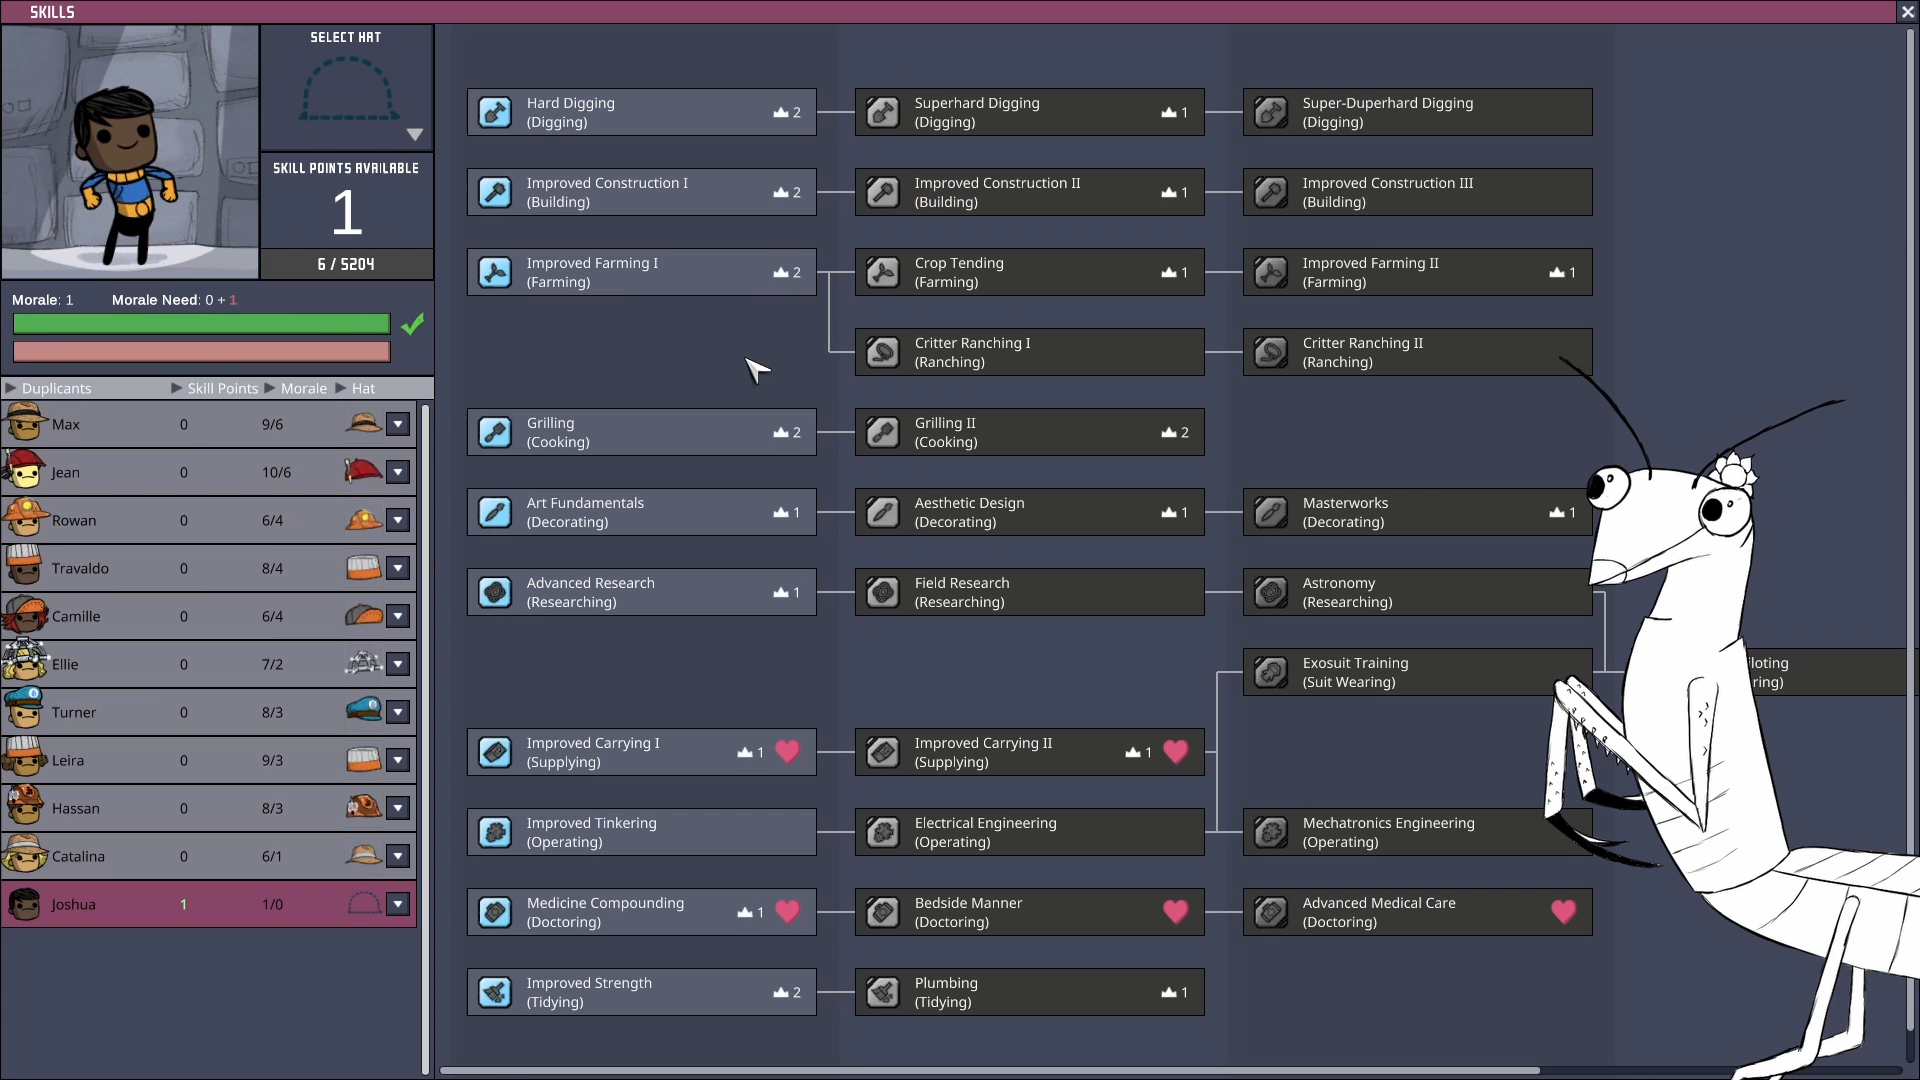 SKILLS
SELECT HAT
SKILL POINTS AVAILABLE
1
6 / 5204
Morale: 1 Morale Need: 0 + 1
Duplicants Skill Points Morale Hat
Max 0 9/6
Jean 0 10/6
Rowan 0 6/4
Travaldo 0 8/4
Camille 0 6/4
Ellie 0 7/2
Turner 0 8/3
Leira 0 9/3
Hassan 0 8/3
Catalina 0 6/1
Joshua 1 1/0
Hard Digging
(Digging)
2
Superhard Digging
(Digging)
1
Super-Duperhard Digging
(Digging)
Improved Construction I
(Building)
2
Improved Construction II
(Building)
1
Improved Construction III
(Building)
Improved Farming I
(Farming)
2
Crop Tending
(Farming)
1
Improved Farming II
(Farming)
1
Critter Ranching I
(Ranching)
Critter Ranching II
(Ranching)
Grilling
(Cooking)
2
Grilling II
(Cooking)
2
Art Fundamentals
(Decorating)
1
Aesthetic Design
(Decorating)
1
Masterworks
(Decorating)
1
Advanced Research
(Researching)
1
Field Research
(Researching)
Astronomy
(Researching)
Exosuit Training
(Suit Wearing)
loting
ring)
Improved Carrying I
(Supplying)
1
Improved Carrying II
(Supplying)
1
Improved Tinkering
(Operating)
Electrical Engineering
(Operating)
Mechatronics Engineering
(Operating)
Medicine Compounding
(Doctoring)
1
Bedside Manner
(Doctoring)
Advanced Medical Care
(Doctoring)
Improved Strength
(Tidying)
2
Plumbing
(Tidying)
1